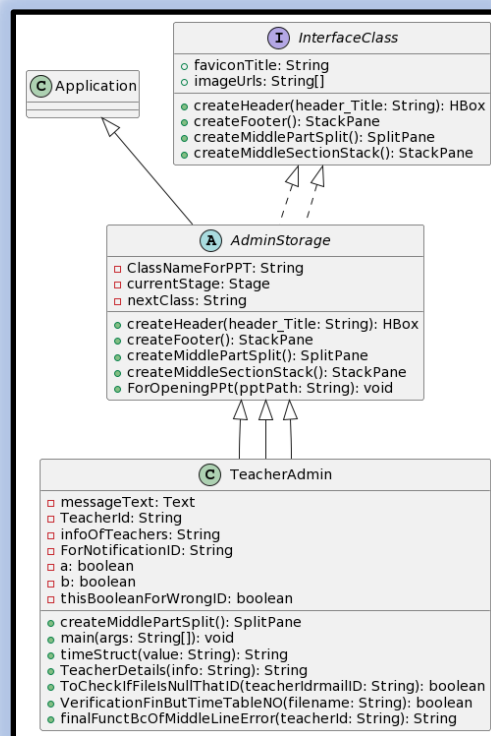 I InterfaceClass
faviconTitle: String
imageUrls: String[]
createHeader(header_Title: String): HBox
createFooter(): StackPane
createMiddlePartSplit(): SplitPane
createMiddleSectionStack(): StackPane
C Application
A AdminStorage
ClassNameForPPT: String
currentStage: Stage
nextClass: String
createHeader(header_Title: String): HBox
createFooter(): StackPane
createMiddlePartSplit(): SplitPane
createMiddleSectionStack(): StackPane
ForOpeningPPt(pptPath: String): void
C TeacherAdmin
messageText: Text
TeacherId: String
infoOfTeachers: String
ForNotificationID: String
a: boolean
b: boolean
thisBooleanForWrongID: boolean
createMiddlePartSplit(): SplitPane
main(args: String[]): void
timeStruct(value: String): String
TeacherDetails(info: String): String
ToCheckIfFileIsNullThatID(teacherIdrmailID: String): boolean
VerificationFinButTimeTableNO(filename: String): boolean
finalFunctBcOfMiddleLineError(teacherId: String): String